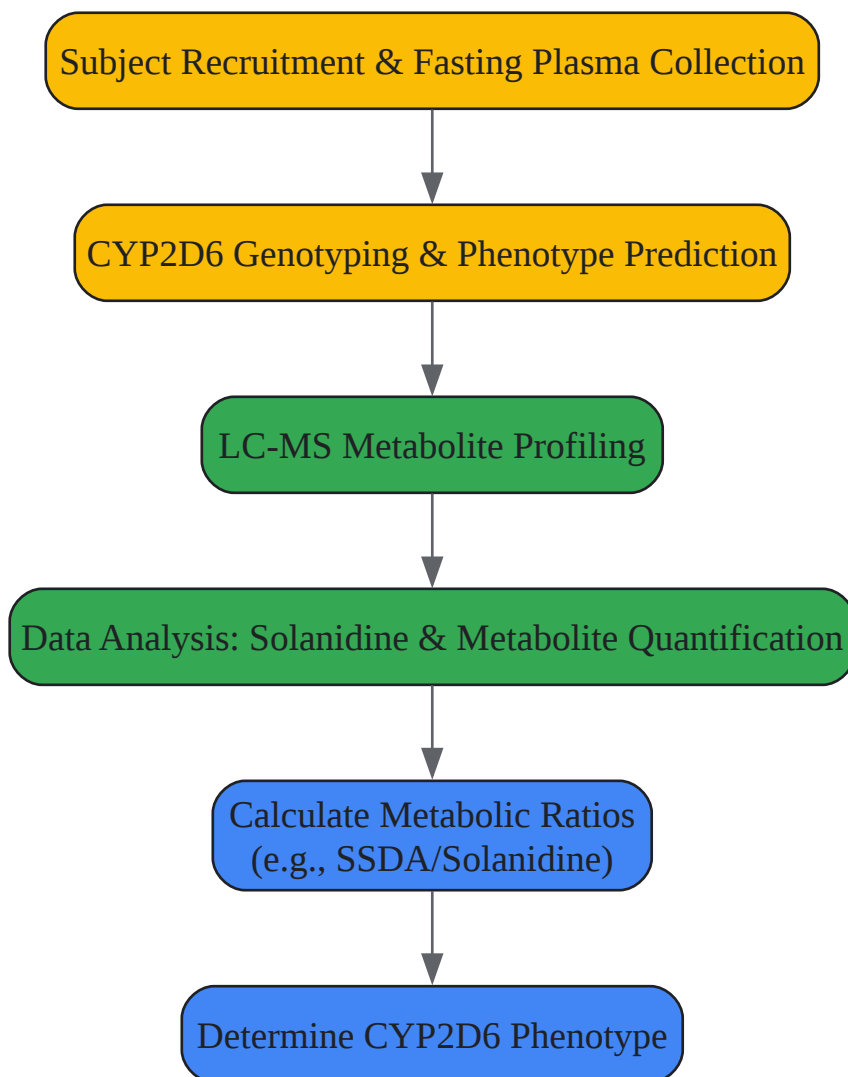 Subject Recruitment & Fasting Plasma Collection
CYP2D6 Genotyping & Phenotype Prediction
LC-MS Metabolite Profiling
Data Analysis: Solanidine & Metabolite Quantification
Calculate Metabolic Ratios
(e.g., SSDA/Solanidine)
Determine CYP2D6 Phenotype